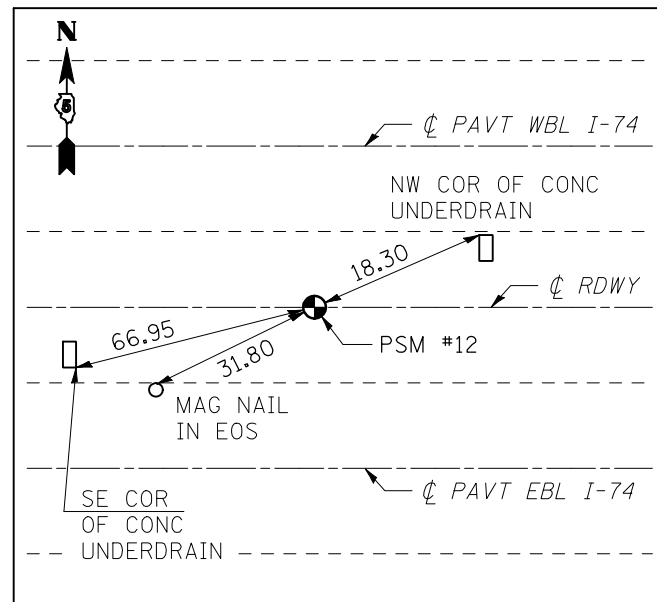 N
5
℄ PAVT WBL I-74
NW COR OF CONC
UNDERDRAIN
18.30
℄ RDWY
66.95
31.80
PSM #12
MAG NAIL
IN EOS
℄ PAVT EBL I-74
SE COR
OF CONC
UNDERDRAIN